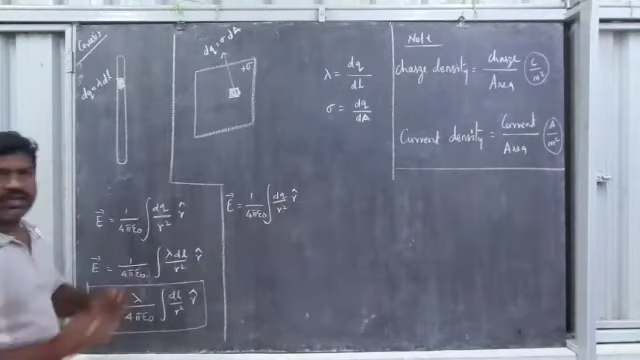 Case(i)
dq = λdl
E⃗ = 1/4πε₀ ∫ dq/r² r̂
E⃗ = 1/4πε₀ ∫ λdl/r² r̂
λ/4πε₀ ∫ dl/r² r̂
dq = σ dA
+σ
E⃗ = 1/4πε₀ ∫ dq/r² r̂
λ = dq/dl
σ = dq/dA
Note
charge density = charge/Area (C/m²)
Current density = Current/Area (A/m²)